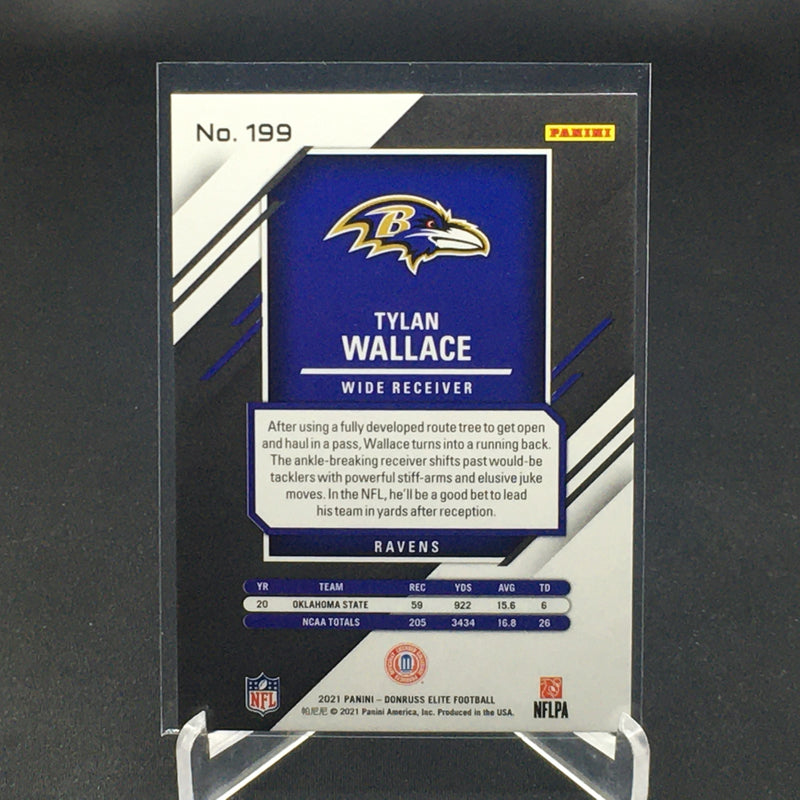 No. 199
PANINI
B
TYLAN
WALLACE
WIDE RECEIVER
After using a fully developed route tree to get open
and haul in a pass, Wallace turns into a running back.
The ankle-breaking receiver shifts past would-be
tacklers with powerful stiff-arms and elusive juke
moves. In the NFL, he'll be a good bet to lead
his team in yards after reception.
RAVENS
YR TEAM REC YDS AVG TD
20 OKLAHOMA STATE 59 922 15.6 6
NCAA TOTALS 205 3434 16.8 26
NFL
NFLPA
2021 PANINI – DONRUSS ELITE FOOTBALL
帕尼尼 © 2021 Panini America, Inc. Produced in the USA.